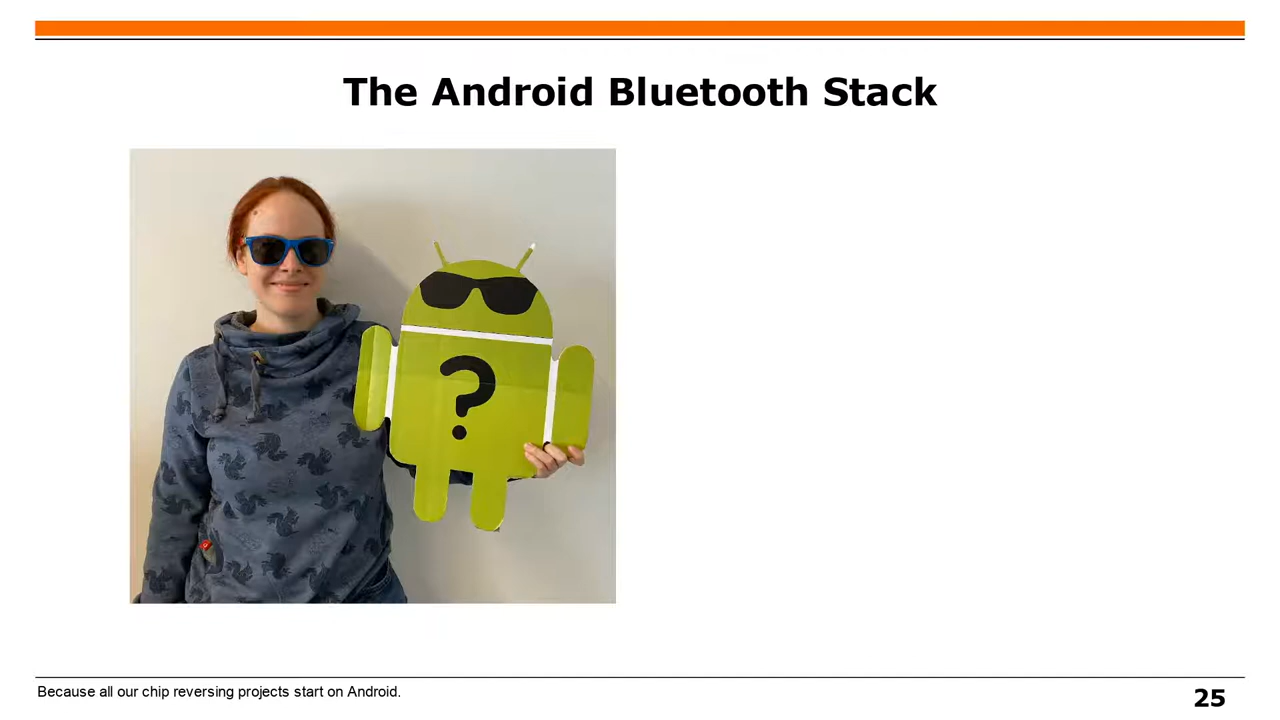 The Android Bluetooth Stack
?
Because all our chip reversing projects start on Android.
25